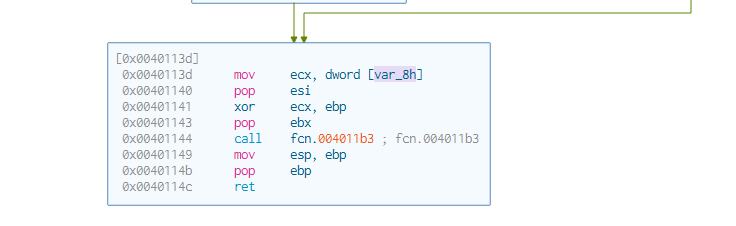 [0x0040113d]
0x0040113d mov ecx, dword [var_8h]
0x00401140 pop esi
0x00401141 xor ecx, ebp
0x00401143 pop ebx
0x00401144 call fcn.004011b3 ; fcn.004011b3
0x00401149 mov esp, ebp
0x0040114b pop ebp
0x0040114c ret